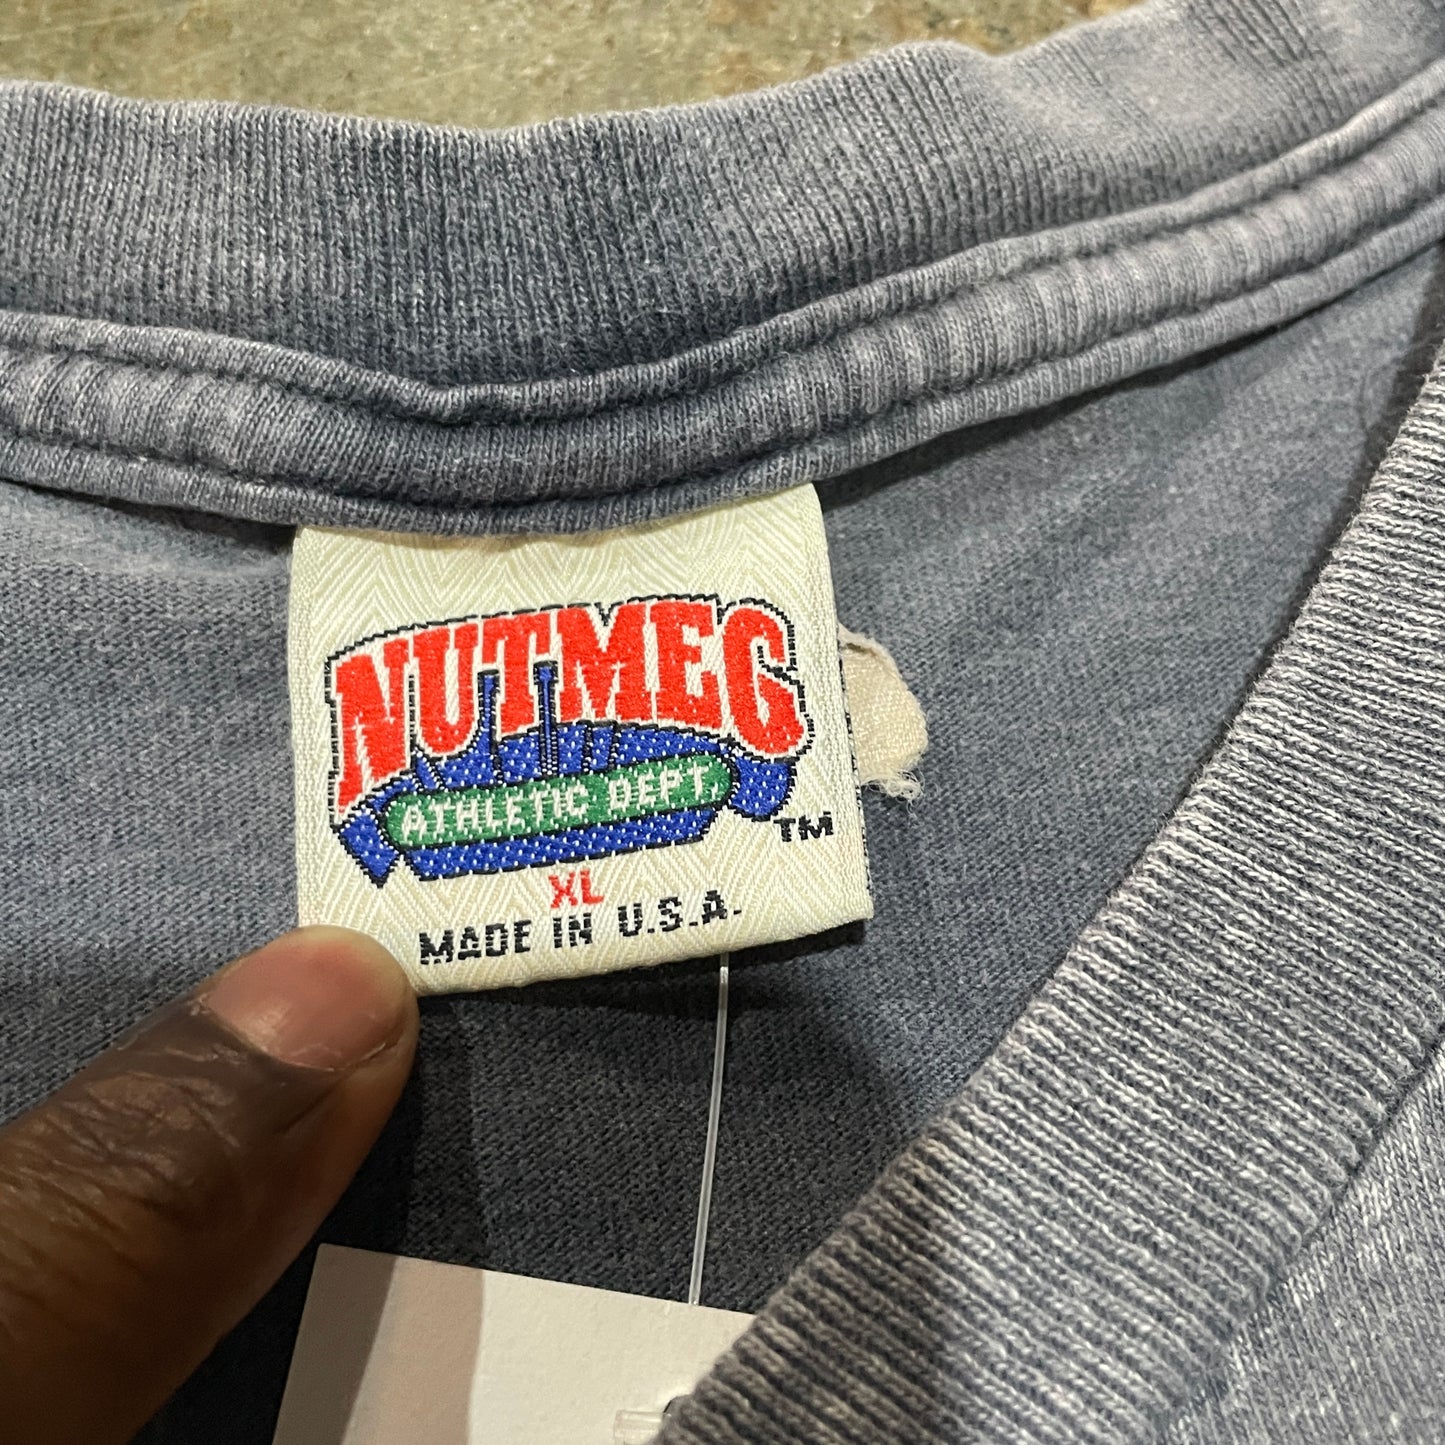 NUTMEG
ATHLETIC DEPT.
TM
XL
MADE IN U.S.A.